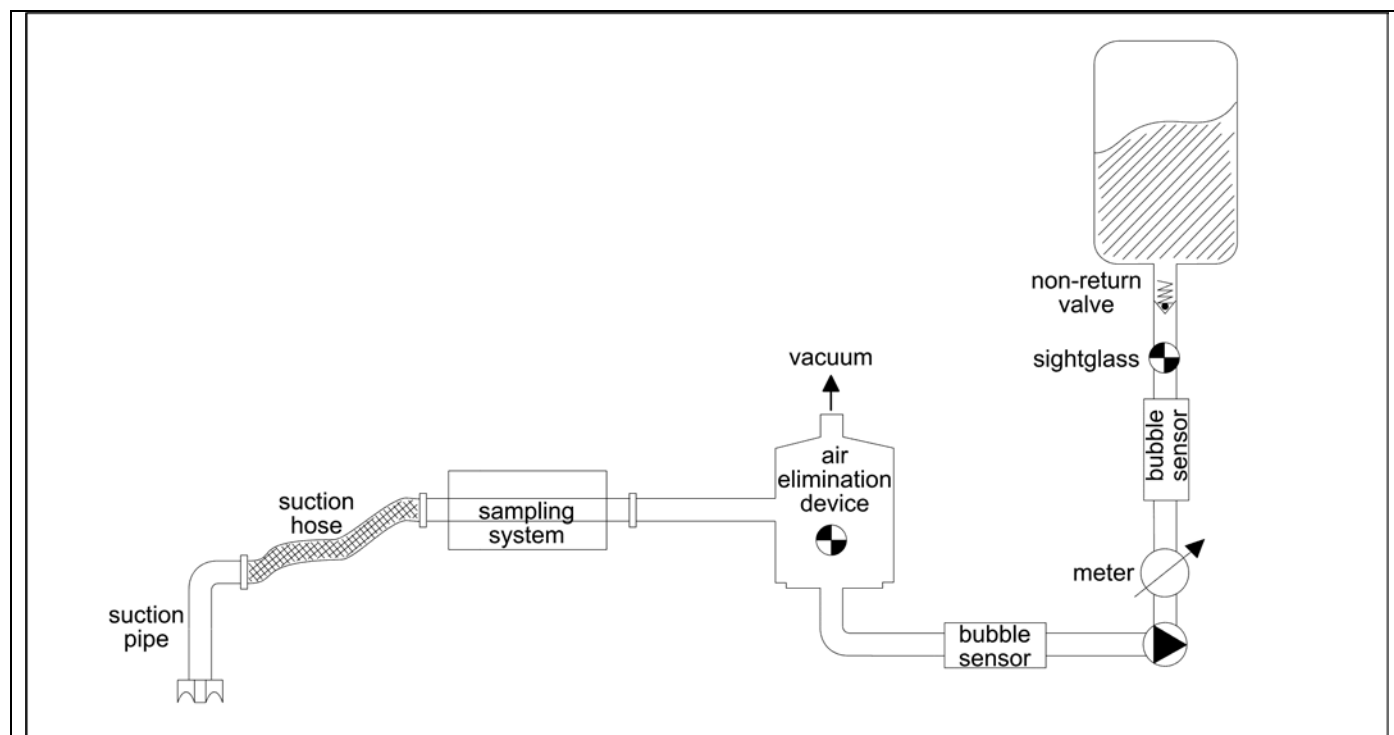 non-return
valve
sightglass
vacuum
bubble
sensor
air
elimination
device
suction
hose
sampling
system
meter
suction
pipe
bubble
sensor